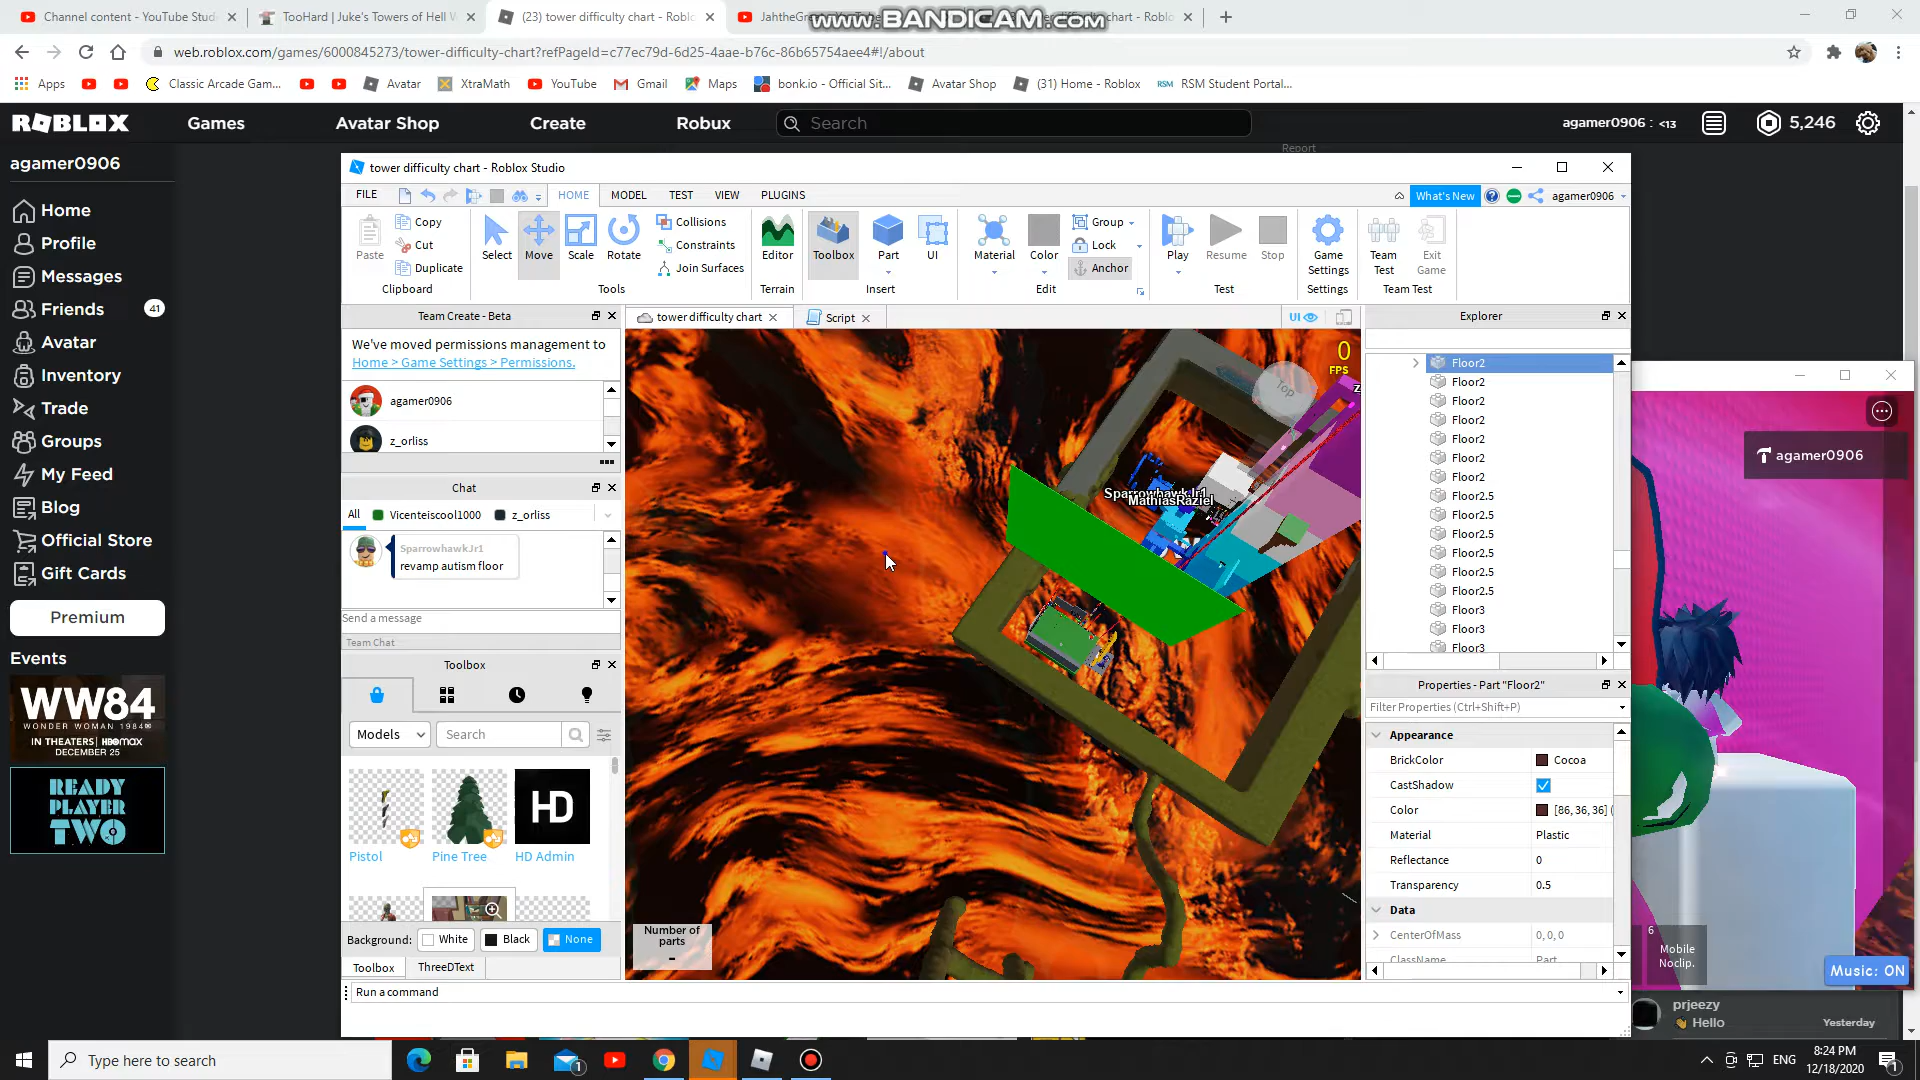 Channel content - YouTube Stud
TooHard | Juke's Towers of Hell W
(23) tower difficulty chart - Roblo
www.BANDICAM.com
web.roblox.com/games/6000845273/tower-difficulty-chart?refPageId=c77ec79d-6d25-4aae-b76c-86b65754aee4#!/about
Apps
Classic Arcade Gam...
Avatar
XtraMath
YouTube
Gmail
Maps
bonk.io - Official Sit...
Avatar Shop
(31) Home - Roblox
RSM Student Portal...
ROBLOX
Games
Avatar Shop
Create
Robux
Search
agamer0906 : <13
5,246
Report
agamer0906
Home
Profile
Messages
Friends
41
Avatar
Inventory
Trade
Groups
My Feed
Blog
Official Store
Gift Cards
Premium
Events
WW84
WONDER WOMAN 1984
IN THEATERS | HBOMAX
DECEMBER 25
READY
PLAYER
TWO
tower difficulty chart - Roblox Studio
FILE
HOME
MODEL
TEST
VIEW
PLUGINS
What's New
agamer0906
Paste
Copy
Cut
Duplicate
Clipboard
Select
Move
Scale
Rotate
Collisions
Constraints
Join Surfaces
Tools
Editor
Terrain
Toolbox
Part
UI
Insert
Material
Color
Group
Lock
Anchor
Edit
Play
Resume
Stop
Test
Game
Settings
Settings
Team
Test
Exit
Game
Team Test
Team Create - Beta
We've moved permissions management to
Home > Game Settings > Permissions.
agamer0906
z_orliss
Chat
All
Vicenteiscool1000
z_orliss
SparrowhawkJr1
revamp autism floor
Send a message
Team Chat
Toolbox
Models
Search
Pistol
Pine Tree
HD
HD Admin
Background:
White
Black
None
Toolbox
ThreeDText
Run a command
tower difficulty chart
Script
UI
0
FPS
Top
Z
SparrowhawkJr1
MathiasRaziel
Number of
parts
-
Explorer
Floor2
Floor2
Floor2
Floor2
Floor2
Floor2
Floor2
Floor2.5
Floor2.5
Floor2.5
Floor2.5
Floor2.5
Floor2.5
Floor3
Floor3
Floor3
Properties - Part "Floor2"
Filter Properties (Ctrl+Shift+P)
Appearance
BrickColor
Cocoa
CastShadow
Color
[86, 36, 36] (
Material
Plastic
Reflectance
0
Transparency
0.5
Data
CenterOfMass
0, 0, 0
ClassName
Part
agamer0906
6
Mobile
Noclip.
Music: ON
prjeezy
Hello
Yesterday
Type here to search
1
ENG
8:24 PM
12/18/2020
1